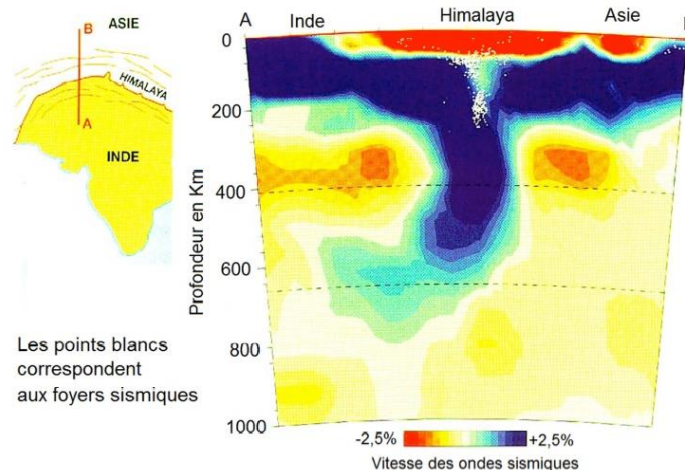 B
ASIE
HIMALAYA
A
INDE
Les points blancs
correspondent
aux foyers sismiques
A
Inde
Himalaya
Asie
Profondeur en Km
0
200
400
600
800
1000
-2,5%
+2,5%
Vitesse des ondes sismiques